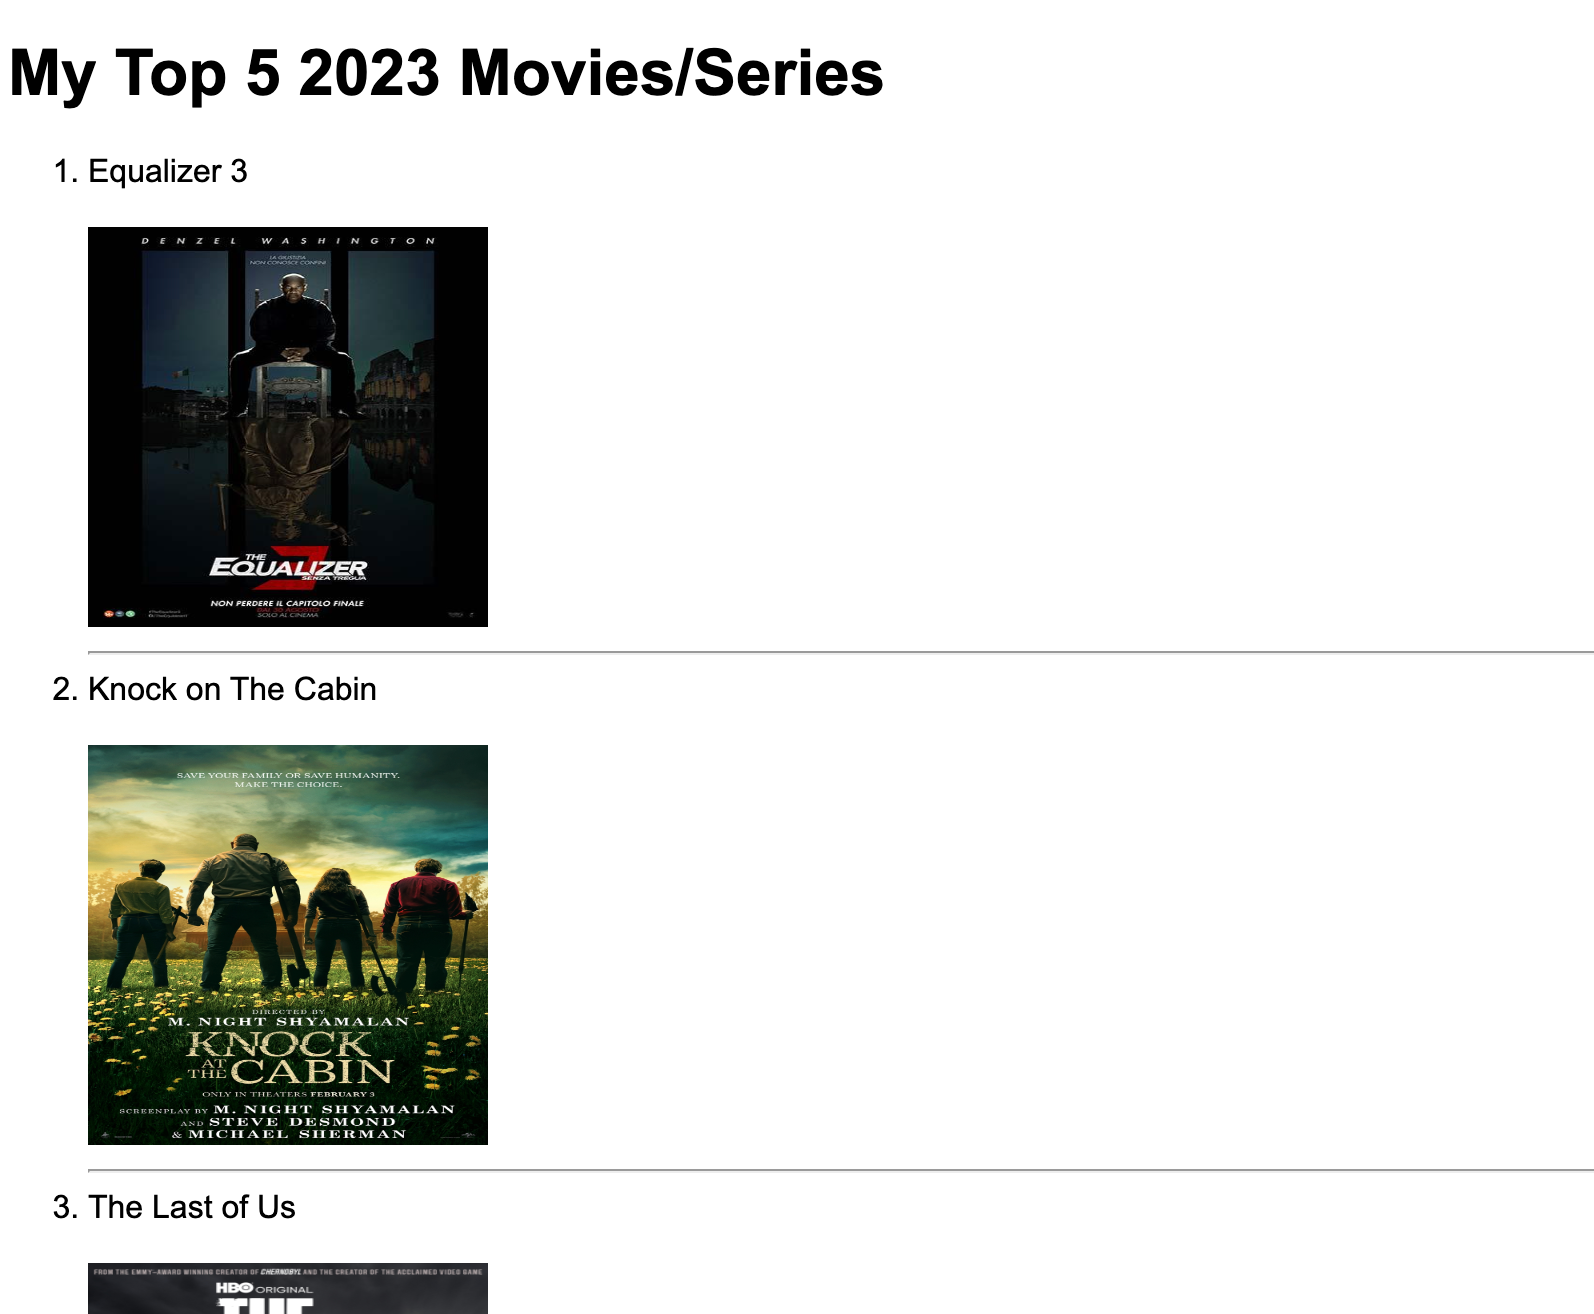 My Top 5 2023 Movies/Series
1. Equalizer 3
DENZEL WASHINGTON
LA GIUSTIZIA
NON CONOSCE CONFINI
THE
EQUALIZER
3
SENZA TREGUA
NON PERDERE IL CAPITOLO FINALE
DAL 30 AGOSTO
SOLO AL CINEMA
2. Knock on The Cabin
SAVE YOUR FAMILY OR SAVE HUMANITY.
MAKE THE CHOICE.
DIRECTED BY
M. NIGHT SHYAMALAN
KNOCK
AT
THE CABIN
ONLY IN THEATERS FEBRUARY 3
SCREENPLAY BY M. NIGHT SHYAMALAN
AND STEVE DESMOND
& MICHAEL SHERMAN
3. The Last of Us
FROM THE EMMY-AWARD WINNING CREATOR OF CHERNOBYL AND THE CREATOR OF THE ACCLAIMED VIDEO GAME
HBO ORIGINAL
THE